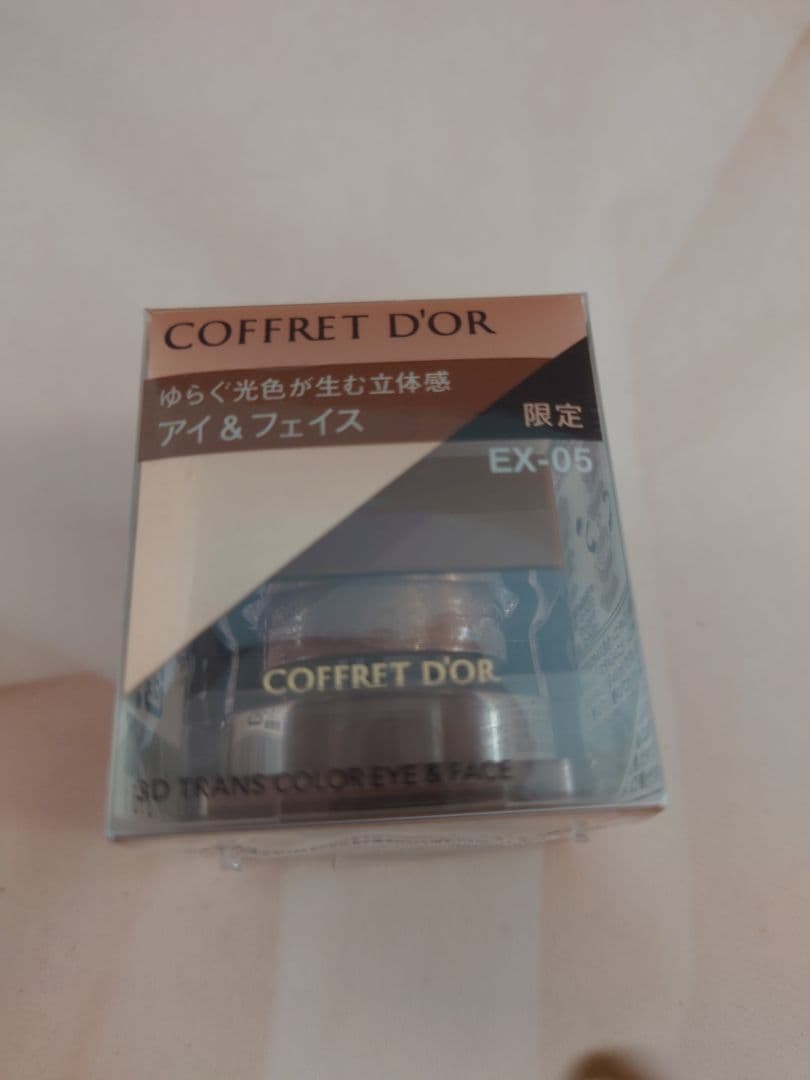 COFFRET D'OR
ゆらぐ光色が生む立体感
アイ&フェイス
限定
EX-05
COFFRET D'OR
3D TRANS COLOR EYE & FACE